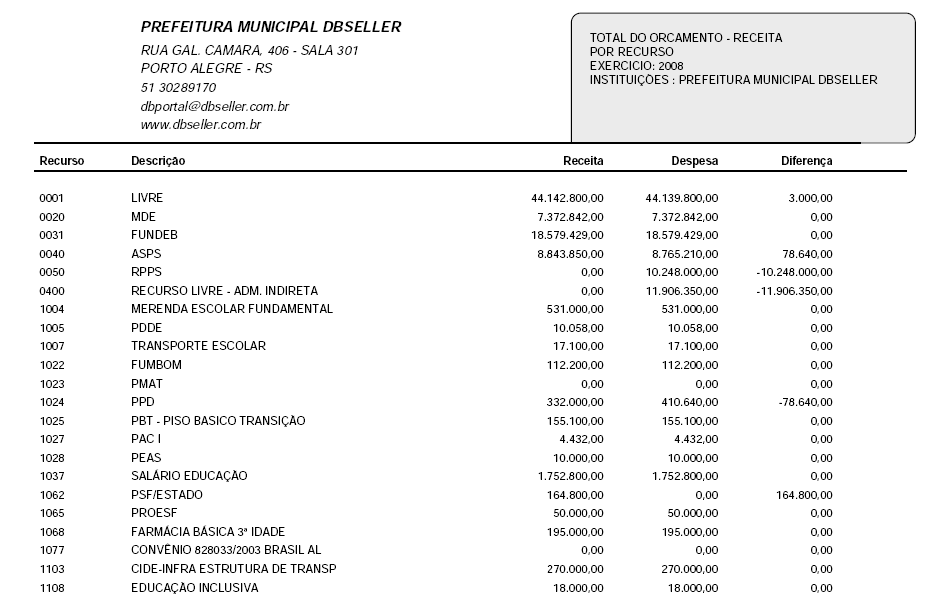 PREFEITURA MUNICIPAL DBSELLER
RUA GAL. CAMARA, 406 - SALA 301
PORTO ALEGRE - RS
51 30289170
dbportal@dbseller.com.br
www.dbseller.com.br
TOTAL DO ORCAMENTO - RECEITA
POR RECURSO
EXERCICIO: 2008
INSTITUIÇÕES : PREFEITURA MUNICIPAL DBSELLER
Recurso Descrição Receita Despesa Diferença
0001 LIVRE 44.142.800,00 44.139.800,00 3.000,00
0020 MDE 7.372.842,00 7.372.842,00 0,00
0031 FUNDEB 18.579.429,00 18.579.429,00 0,00
0040 ASPS 8.843.850,00 8.765.210,00 78.640,00
0050 RPPS 0,00 10.248.000,00 -10.248.000,00
0400 RECURSO LIVRE - ADM. INDIRETA 0,00 11.906.350,00 -11.906.350,00
1004 MERENDA ESCOLAR FUNDAMENTAL 531.000,00 531.000,00 0,00
1005 PDDE 10.058,00 10.058,00 0,00
1007 TRANSPORTE ESCOLAR 17.100,00 17.100,00 0,00
1022 FUMBOM 112.200,00 112.200,00 0,00
1023 PMAT 0,00 0,00 0,00
1024 PPD 332.000,00 410.640,00 -78.640,00
1025 PBT - PISO BASICO TRANSIÇÃO 155.100,00 155.100,00 0,00
1027 PAC I 4.432,00 4.432,00 0,00
1028 PEAS 10.000,00 10.000,00 0,00
1037 SALÁRIO EDUCAÇÃO 1.752.800,00 1.752.800,00 0,00
1062 PSF/ESTADO 164.800,00 0,00 164.800,00
1065 PROESF 50.000,00 50.000,00 0,00
1068 FARMÁCIA BÁSICA 3ª IDADE 195.000,00 195.000,00 0,00
1077 CONVÊNIO 828033/2003 BRASIL AL 0,00 0,00 0,00
1103 CIDE-INFRA ESTRUTURA DE TRANSP 270.000,00 270.000,00 0,00
1108 EDUCAÇÃO INCLUSIVA 18.000,00 18.000,00 0,00